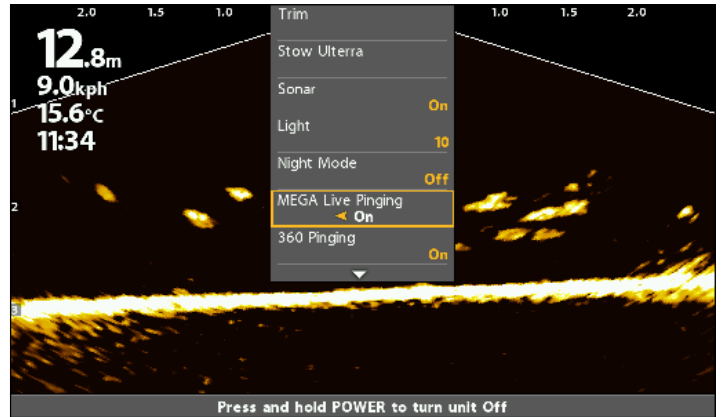 2.0 1.5 1.0 1.0 1.5 2.0
12.8m
9.0kph
15.6°C
11:34
1
2
3
Trim
Stow Ulterra
Sonar
On
Light
10
Night Mode
Off
MEGA Live Pinging
On
360 Pinging
On
Press and hold POWER to turn unit Off